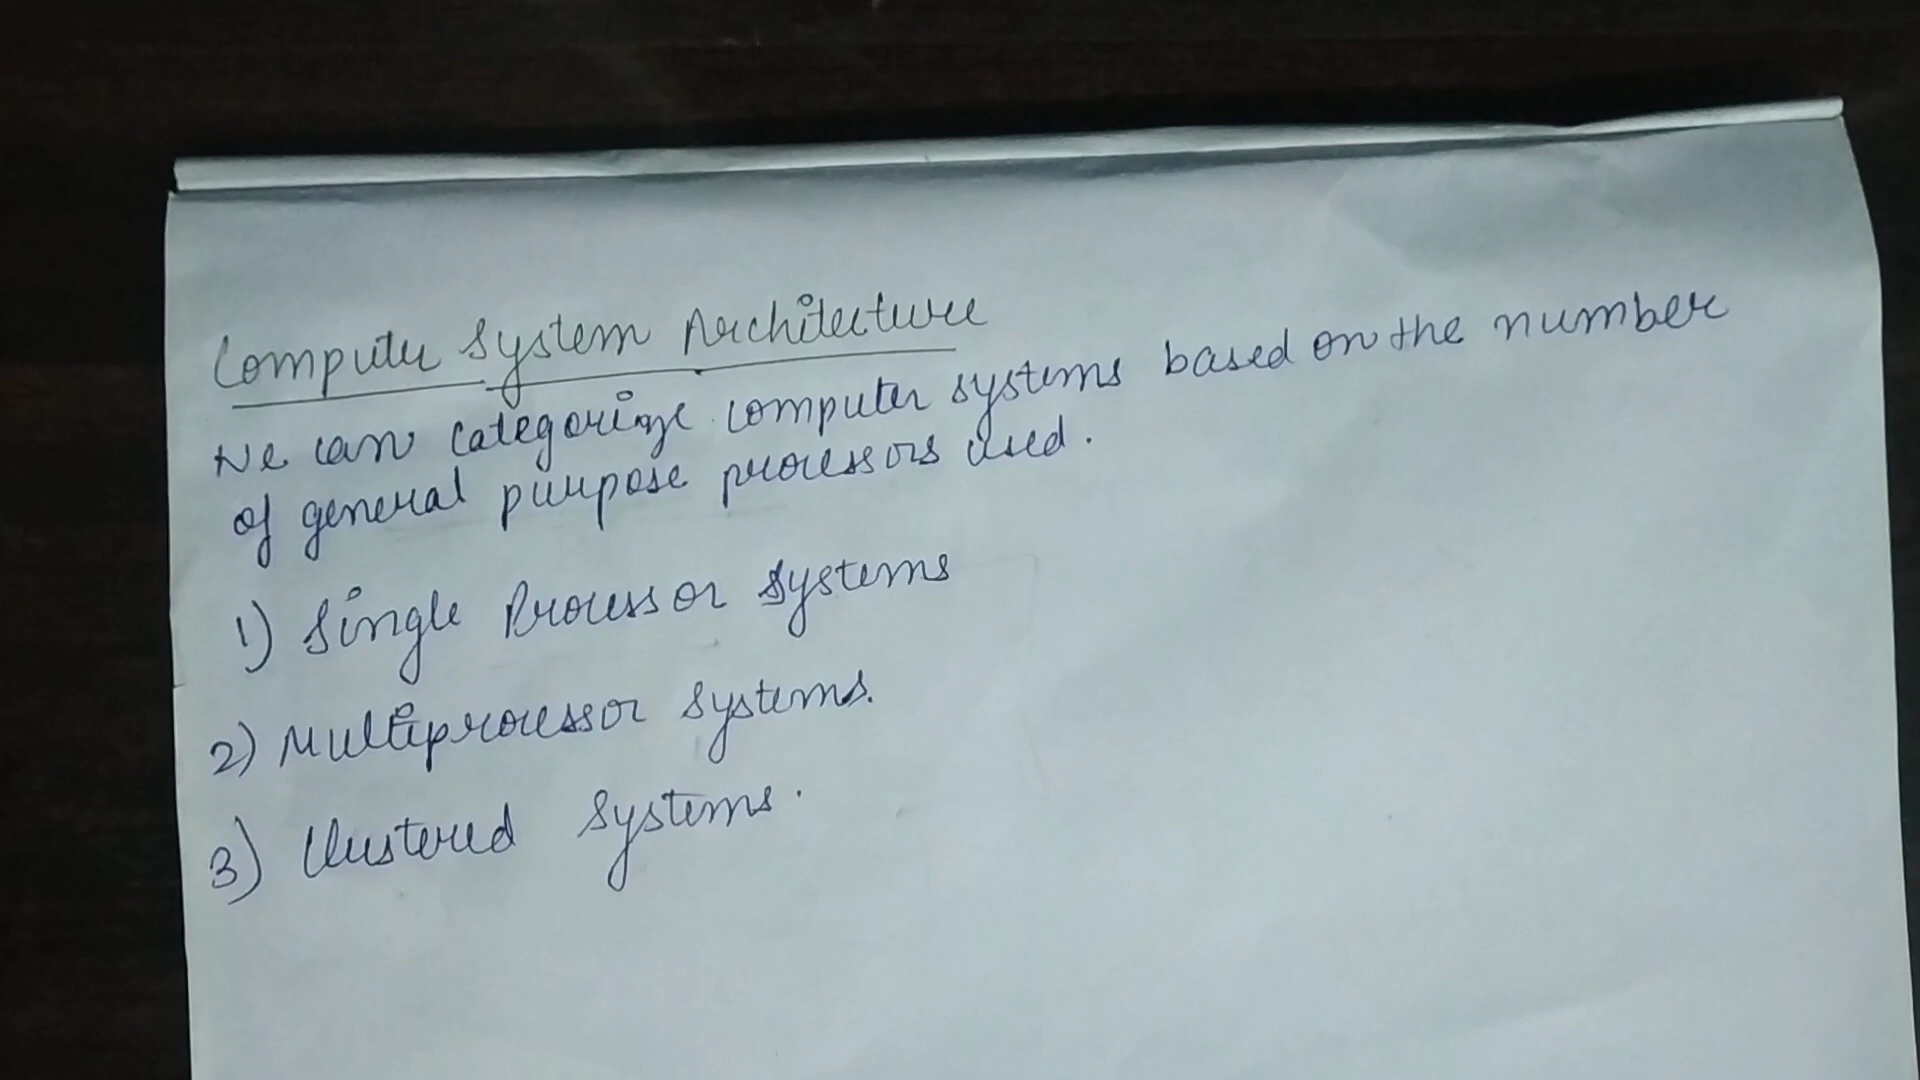 Computer System Architecture
We can categorize computer systems based on the number
of general purpose processors used.
1) Single Processor Systems
2) Multiprocessor Systems.
3) Clustered Systems.